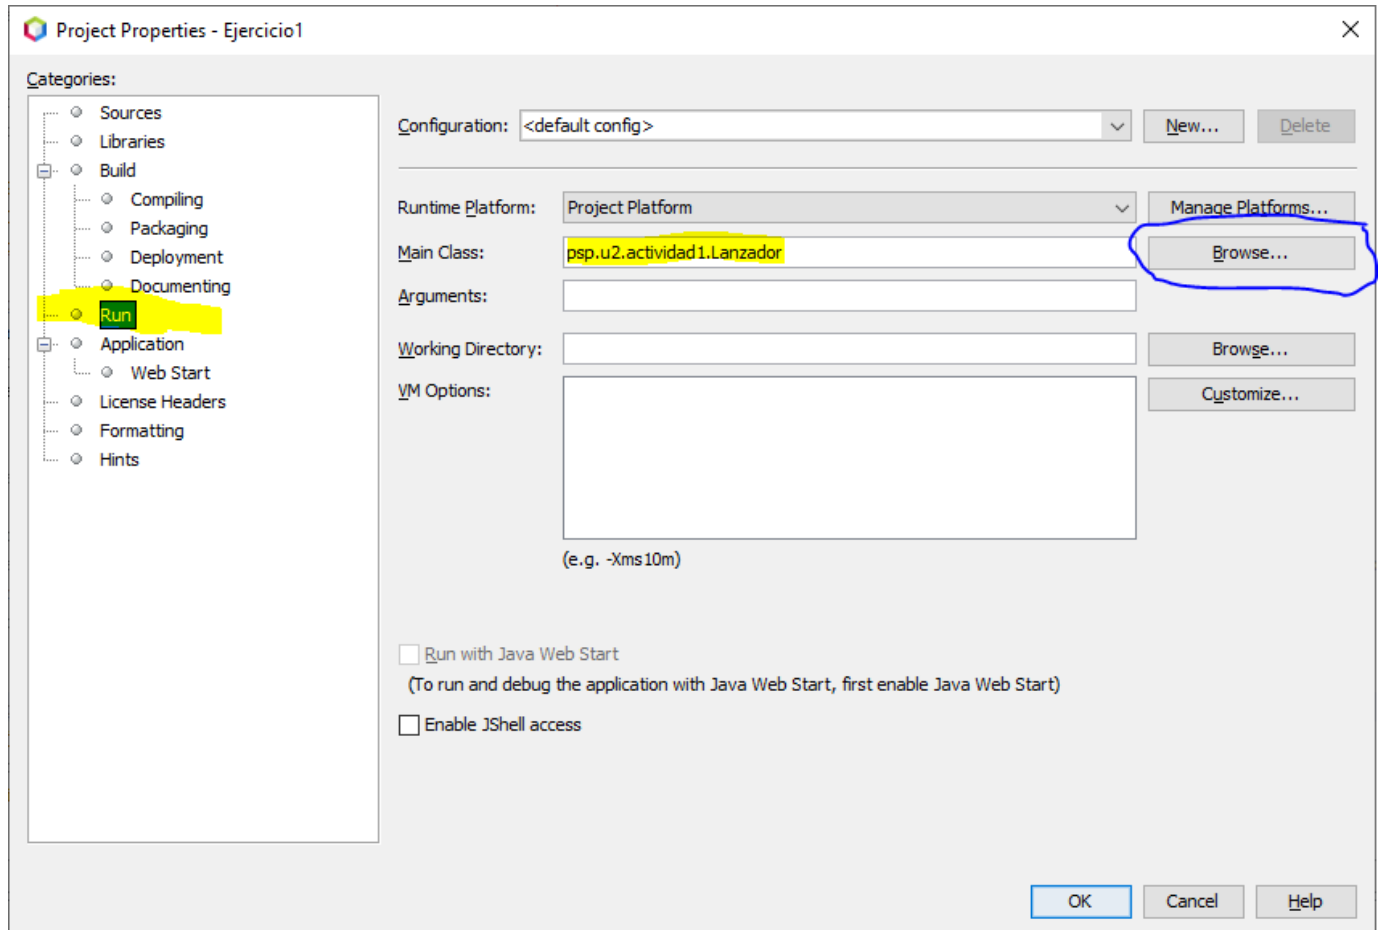 Project Properties - Ejercicio1
Categories:
Sources
Libraries
Build
Compiling
Packaging
Deployment
Documenting
Run
Application
Web Start
License Headers
Formatting
Hints
Configuration: <default config> New... Delete
Runtime Platform: Project Platform Manage Platforms...
Main Class: psp.u2.actividad1.Lanzador Browse...
Arguments:
Working Directory: Browse...
VM Options: Customize...
(e.g. -Xms10m)
Run with Java Web Start
(To run and debug the application with Java Web Start, first enable Java Web Start)
Enable JShell access
OK Cancel Help